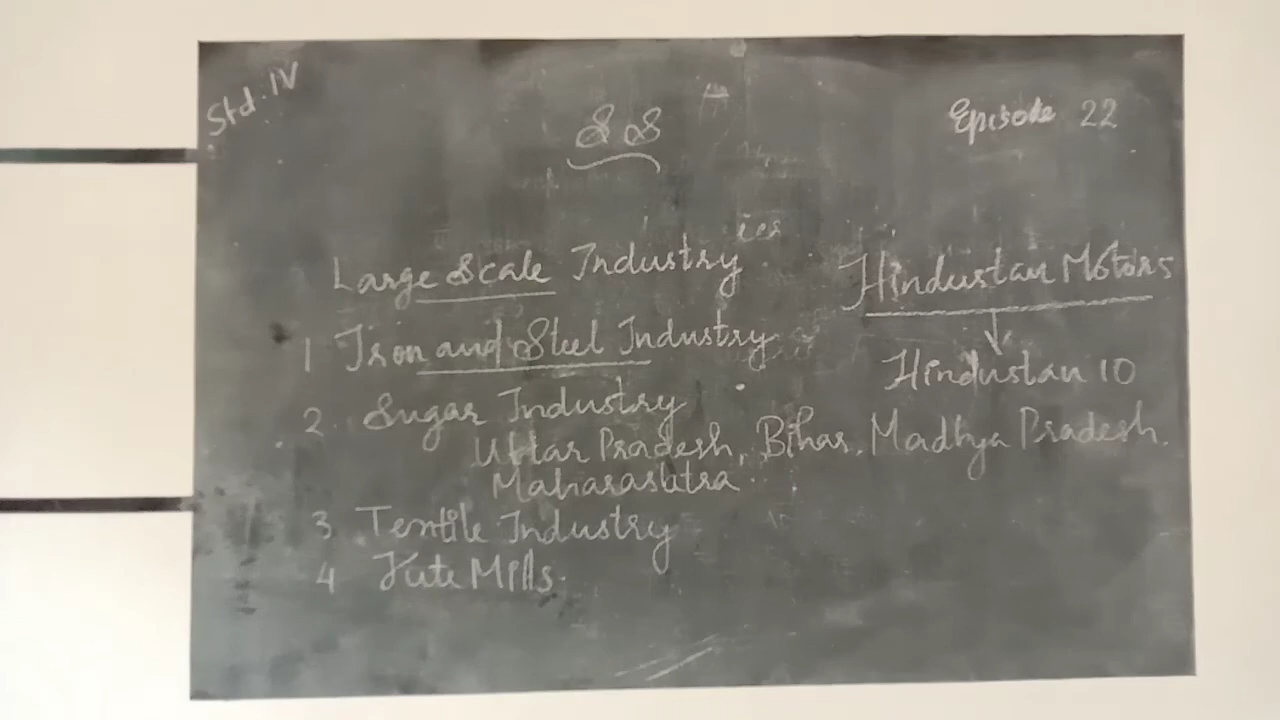 Std. IV
S S
Episode 22
Large Scale Industry ies
Hindustan Motors
1 Iron and Steel Industry
Hindustan 10
2. Sugar Industry
Uttar Pradesh, Bihar, Madhya Pradesh.
Maharashtra
3 Textile Industry
4 Jute Mills.